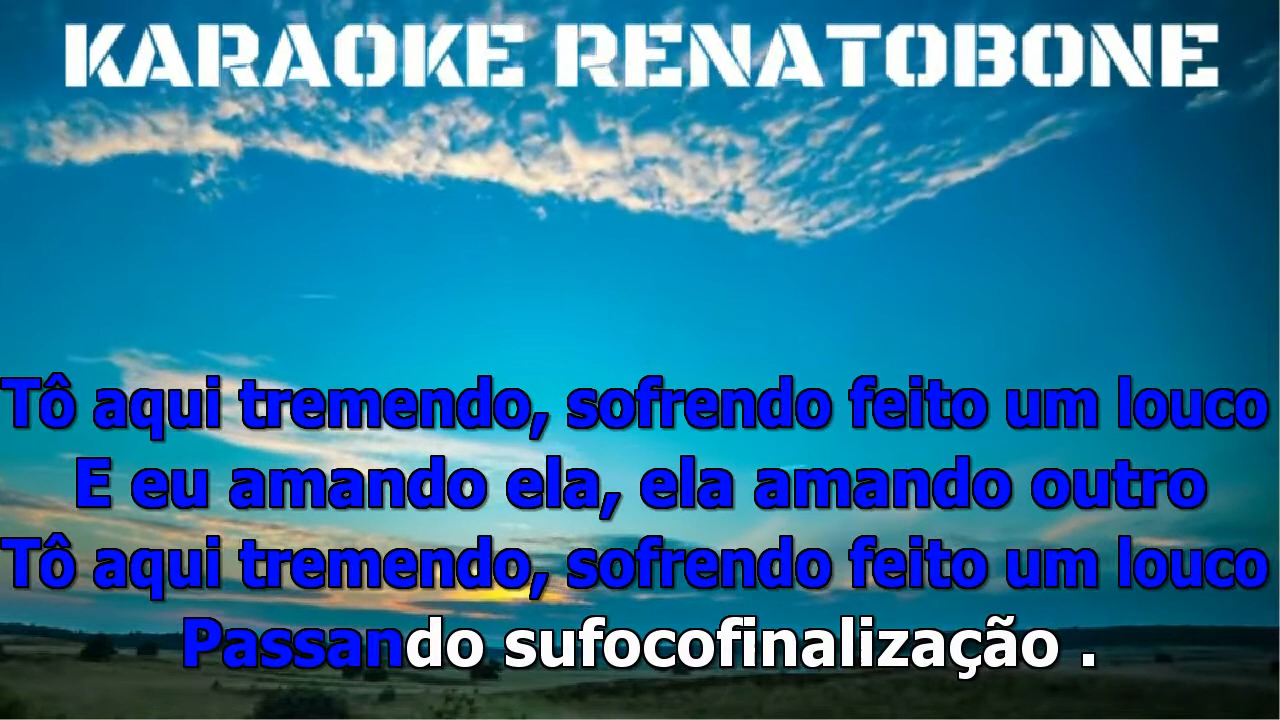 KARAOKE RENATOBONE
Tô aqui tremendo, sofrendo feito um louco
E eu amando ela, ela amando outro
Tô aqui tremendo, sofrendo feito um louco
Passando sufocofinalização .